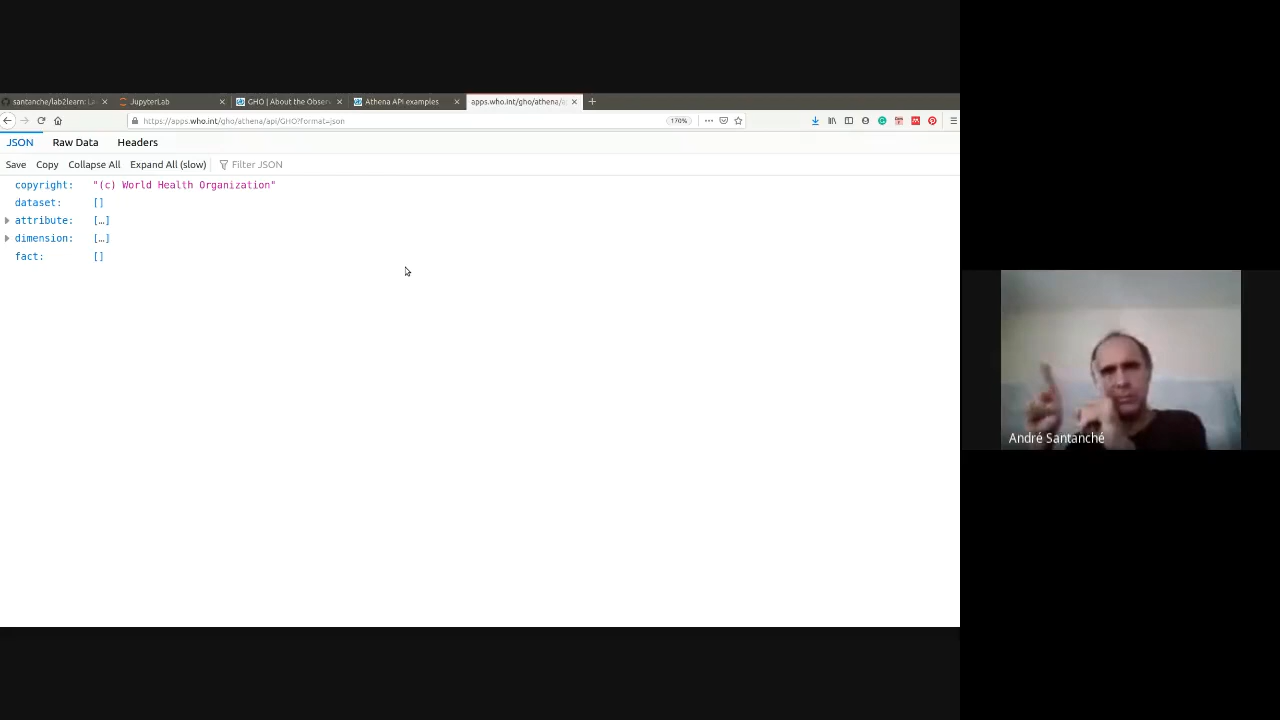 santanche/lab2learn: La
JupyterLab
GHO | About the Observ
Athena API examples
apps.who.int/gho/athena/a
https://apps.who.int/gho/athena/api/GHO?format=json
170%
JSON
Raw Data
Headers
Save
Copy
Collapse All
Expand All (slow)
Filter JSON
copyright: "(c) World Health Organization"
dataset: []
attribute: […]
dimension: […]
fact: []
André Santanché